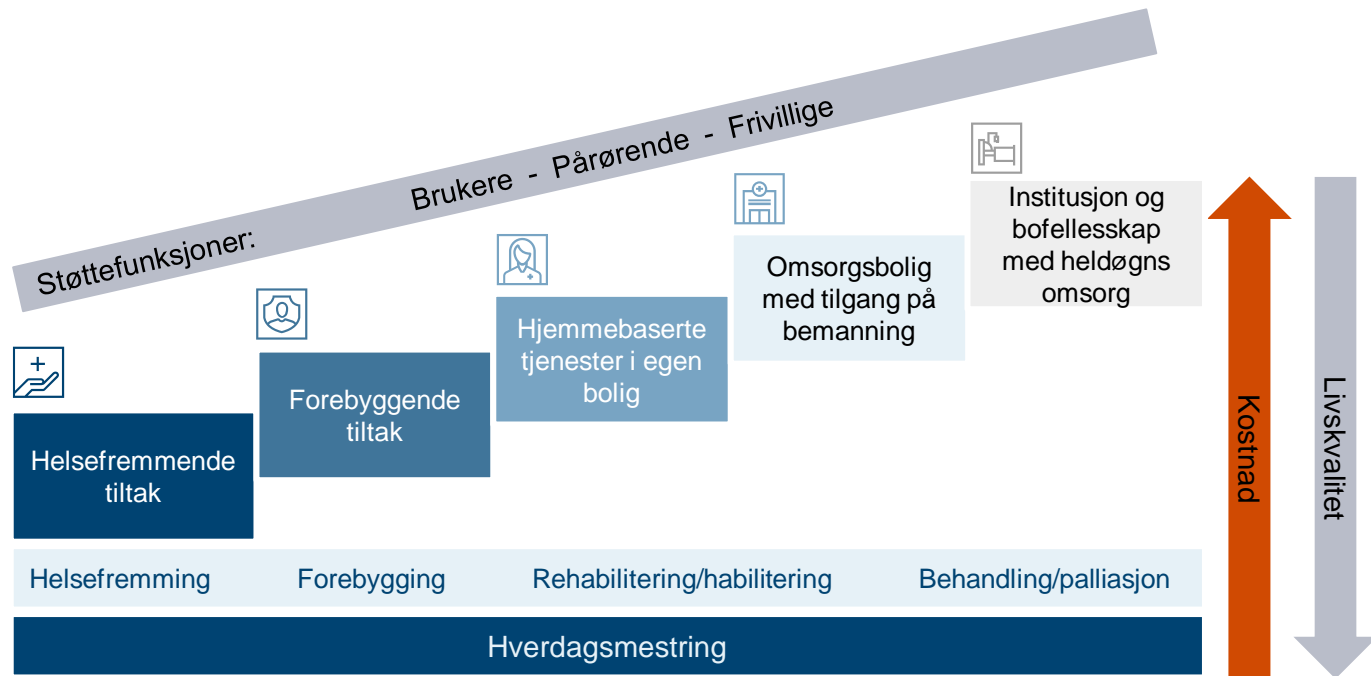 Støttefunksjoner: Brukere - Pårørende - Frivillige
Institusjon og
bofellesskap
med heldøgns
omsorg
Omsorgsbolig
med tilgang på
bemanning
Hjemmebaserte
tjenester i egen
bolig
Forebyggende
tiltak
Helsefremmende
tiltak
Kostnad
Livskvalitet
Helsefremming Forebygging Rehabilitering/habilitering Behandling/palliasjon
Hverdagsmestring